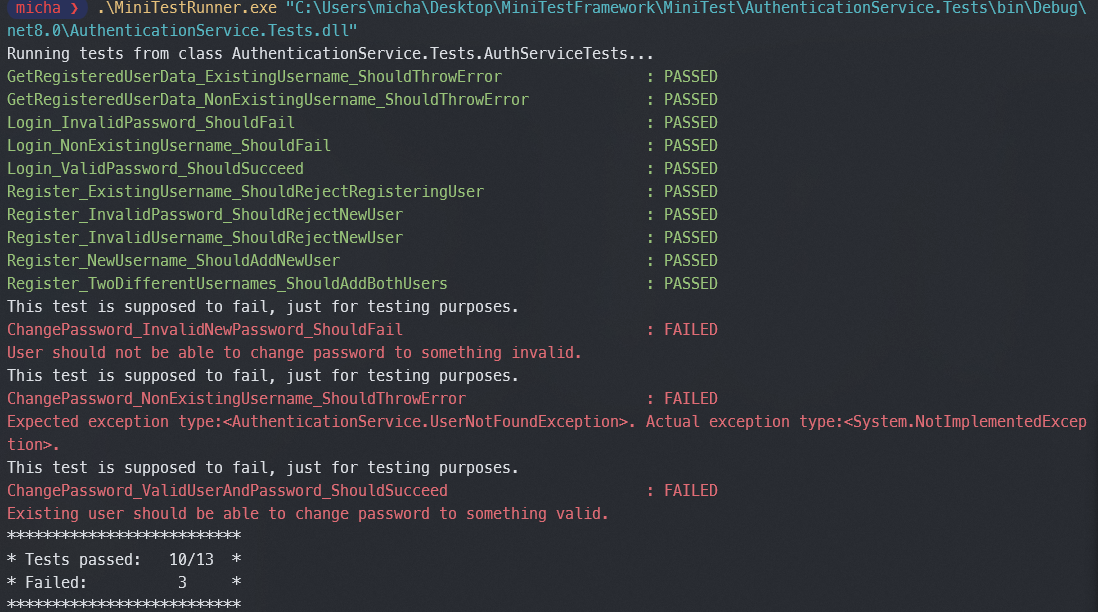 micha ❯ .\MiniTestRunner.exe "C:\Users\micha\Desktop\MiniTestFramework\MiniTest\AuthenticationService.Tests\bin\Debug\
net8.0\AuthenticationService.Tests.dll"
Running tests from class AuthenticationService.Tests.AuthServiceTests...
GetRegisteredUserData_ExistingUsername_ShouldThrowError : PASSED
GetRegisteredUserData_NonExistingUsername_ShouldThrowError : PASSED
Login_InvalidPassword_ShouldFail : PASSED
Login_NonExistingUsername_ShouldFail : PASSED
Login_ValidPassword_ShouldSucceed : PASSED
Register_ExistingUsername_ShouldRejectRegisteringUser : PASSED
Register_InvalidPassword_ShouldRejectNewUser : PASSED
Register_InvalidUsername_ShouldRejectNewUser : PASSED
Register_NewUsername_ShouldAddNewUser : PASSED
Register_TwoDifferentUsernames_ShouldAddBothUsers : PASSED
This test is supposed to fail, just for testing purposes.
ChangePassword_InvalidNewPassword_ShouldFail : FAILED
User should not be able to change password to something invalid.
This test is supposed to fail, just for testing purposes.
ChangePassword_NonExistingUsername_ShouldThrowError : FAILED
Expected exception type:<AuthenticationService.UserNotFoundException>. Actual exception type:<System.NotImplementedExcep
tion>.
This test is supposed to fail, just for testing purposes.
ChangePassword_ValidUserAndPassword_ShouldSucceed : FAILED
Existing user should be able to change password to something valid.
**************************
* Tests passed: 10/13 *
* Failed: 3 *
**************************